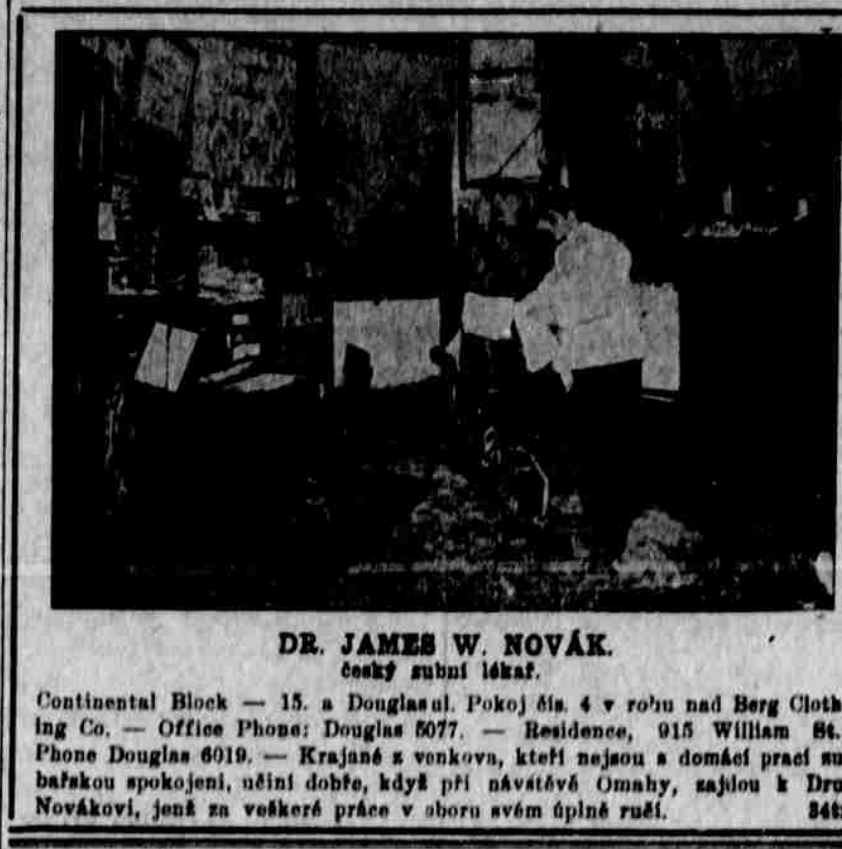 DR. JAMES W. NOVÁK.
český zubní lékař.
Continental Block — 15. a Douglas ul. Pokoj čís. 4 v rohu nad Berg Cloth
ing Co. — Office Phone: Douglas 5077. — Residence, 915 William St.
Phone Douglas 6019. — Krajané z venkova, kteří nejsou s domácí prací zu
bařskou spokojeni, učiní dobře, když při návštěvě Omahy, zajdou k Dru
Novákovi, jenž za veškeré práce v oboru svém úplně ručí.